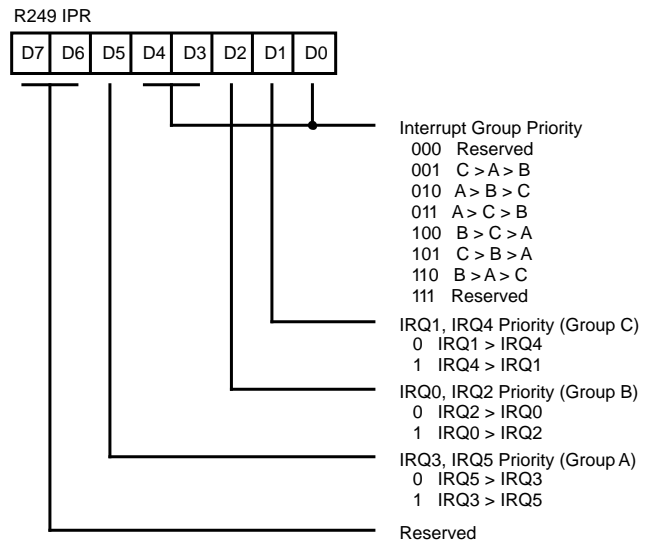 R249 IPR
D7 D6 D5 D4 D3 D2 D1 D0
Interrupt Group Priority
000 Reserved
001 C > A > B
010 A > B > C
011 A > C > B
100 B > C > A
101 C > B > A
110 B > A > C
111 Reserved
IRQ1, IRQ4 Priority (Group C)
0 IRQ1 > IRQ4
1 IRQ4 > IRQ1
IRQ0, IRQ2 Priority (Group B)
0 IRQ2 > IRQ0
1 IRQ0 > IRQ2
IRQ3, IRQ5 Priority (Group A)
0 IRQ5 > IRQ3
1 IRQ3 > IRQ5
Reserved